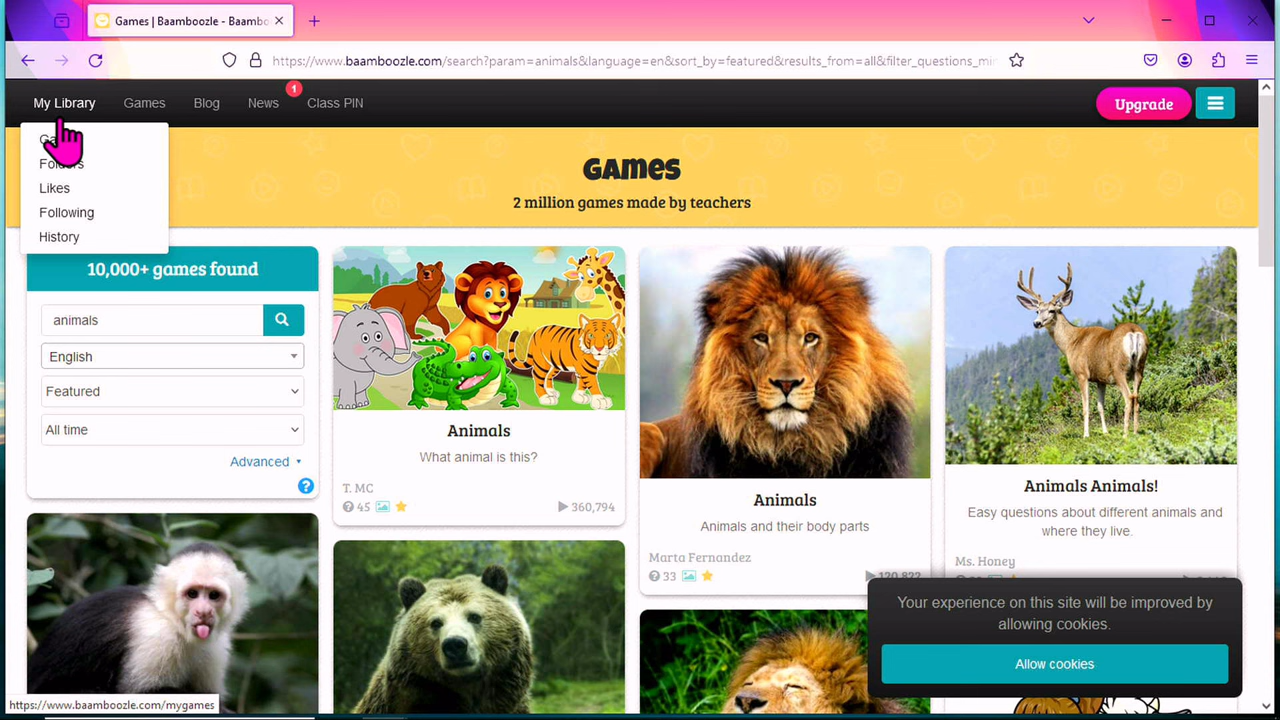 Games | Baamboozle - Baambo
https://www.baamboozle.com/search?param=animals&language=en&sort_by=featured&results_from=all&filter_questions_mi
My Library
Games
Blog
News
1
Class PIN
Upgrade
Folders
Likes
Following
History
Games
2 million games made by teachers
10,000+ games found
animals
English
Featured
All time
Advanced
?
Animals
What animal is this?
T. MC
45
360,794
Animals
Animals and their body parts
Marta Fernandez
33
120,822
Animals Animals!
Easy questions about different animals and
where they live.
Ms. Honey
Your experience on this site will be improved by
allowing cookies.
Allow cookies
https://www.baamboozle.com/mygames